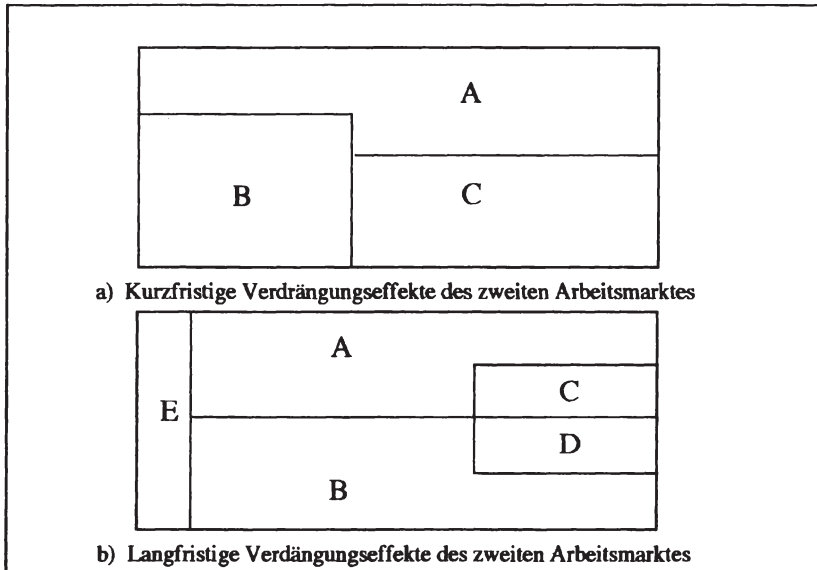 A
B
C
a) Kurzfristige Verdrängungseffekte des zweiten Arbeitsmarktes
A
C
E
D
B
b) Langfristige Verdängungseffekte des zweiten Arbeitsmarktes